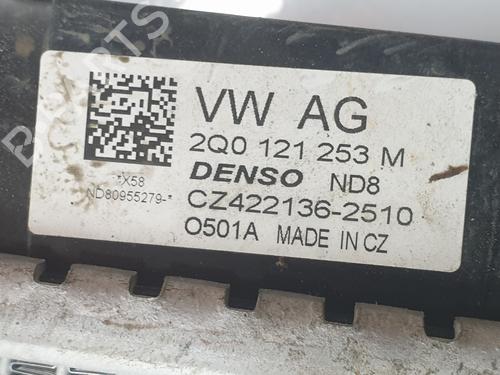 VW AG
2Q0 121 253 M
DENSO ND8
*X58
ND80955279-*
CZ422136-2510
O501A MADE IN CZ